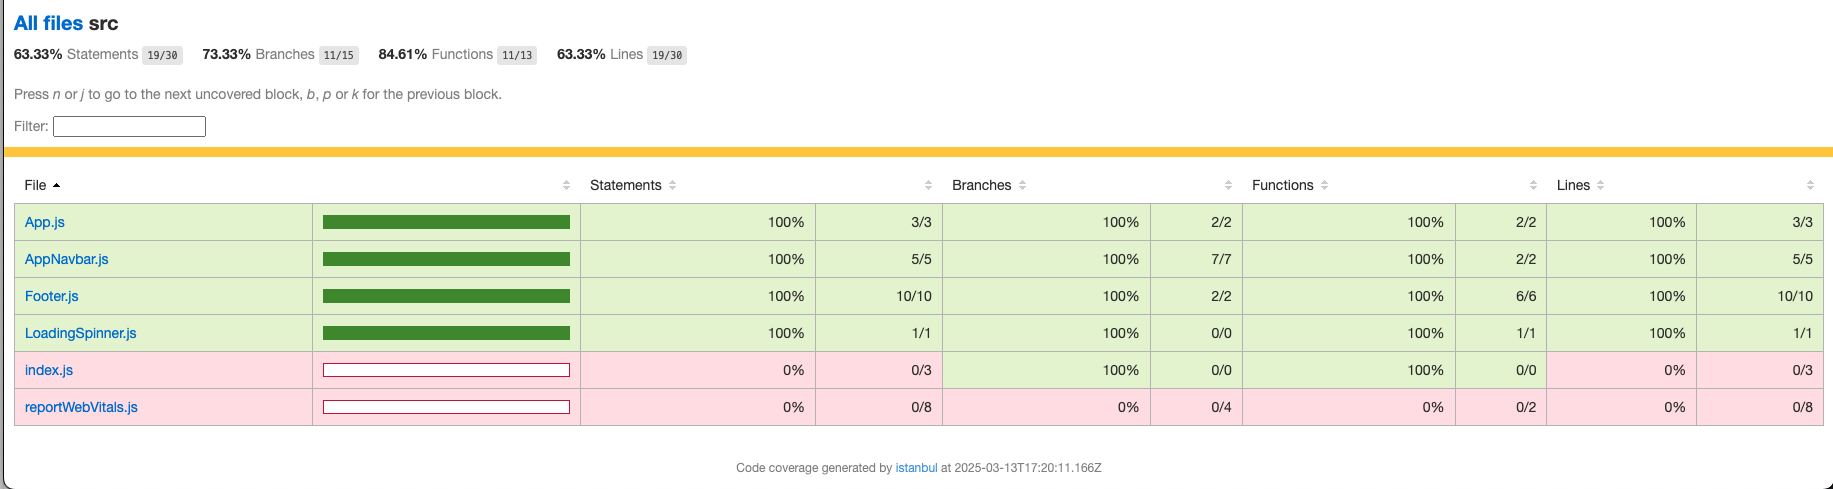 All files src
63.33% Statements 19/30 73.33% Branches 11/15 84.61% Functions 11/13 63.33% Lines 19/30
Press n or j to go to the next uncovered block, b, p or k for the previous block.
Filter:
File Statements Branches Functions Lines
App.js 100% 3/3 100% 2/2 100% 2/2 100% 3/3
AppNavbar.js 100% 5/5 100% 7/7 100% 2/2 100% 5/5
Footer.js 100% 10/10 100% 2/2 100% 6/6 100% 10/10
LoadingSpinner.js 100% 1/1 100% 0/0 100% 1/1 100% 1/1
index.js 0% 0/3 100% 0/0 100% 0/0 0% 0/3
reportWebVitals.js 0% 0/8 0% 0/4 0% 0/2 0% 0/8
Code coverage generated by istanbul at 2025-03-13T17:20:11.166Z